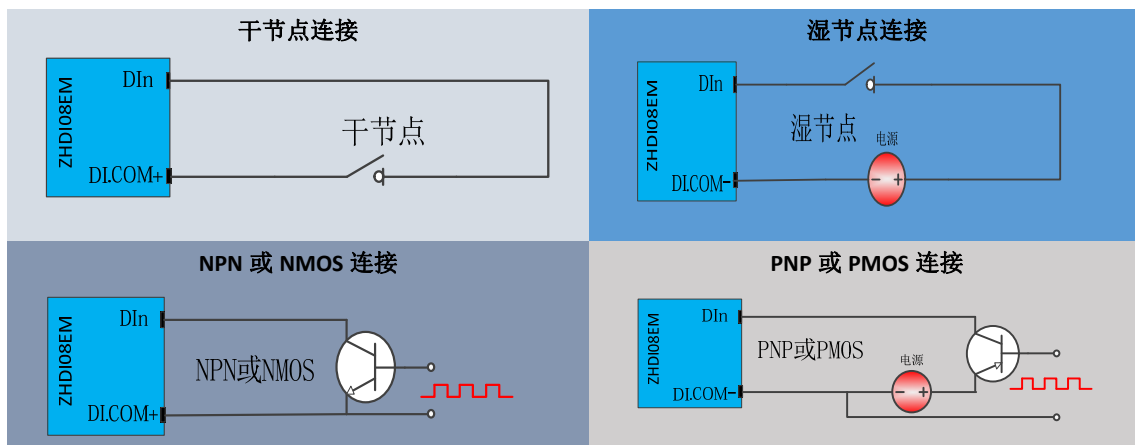 干节点连接
DIn
ZHDI08EM
干节点
DI.COM+
湿节点连接
DIn
ZHDI08EM
湿节点
电源
DI.COM-
NPN 或 NMOS 连接
DIn
ZHDI08EM
NPN或NMOS
DI.COM+
PNP 或 PMOS 连接
DIn
ZHDI08EM
PNP或PMOS
电源
DI.COM-